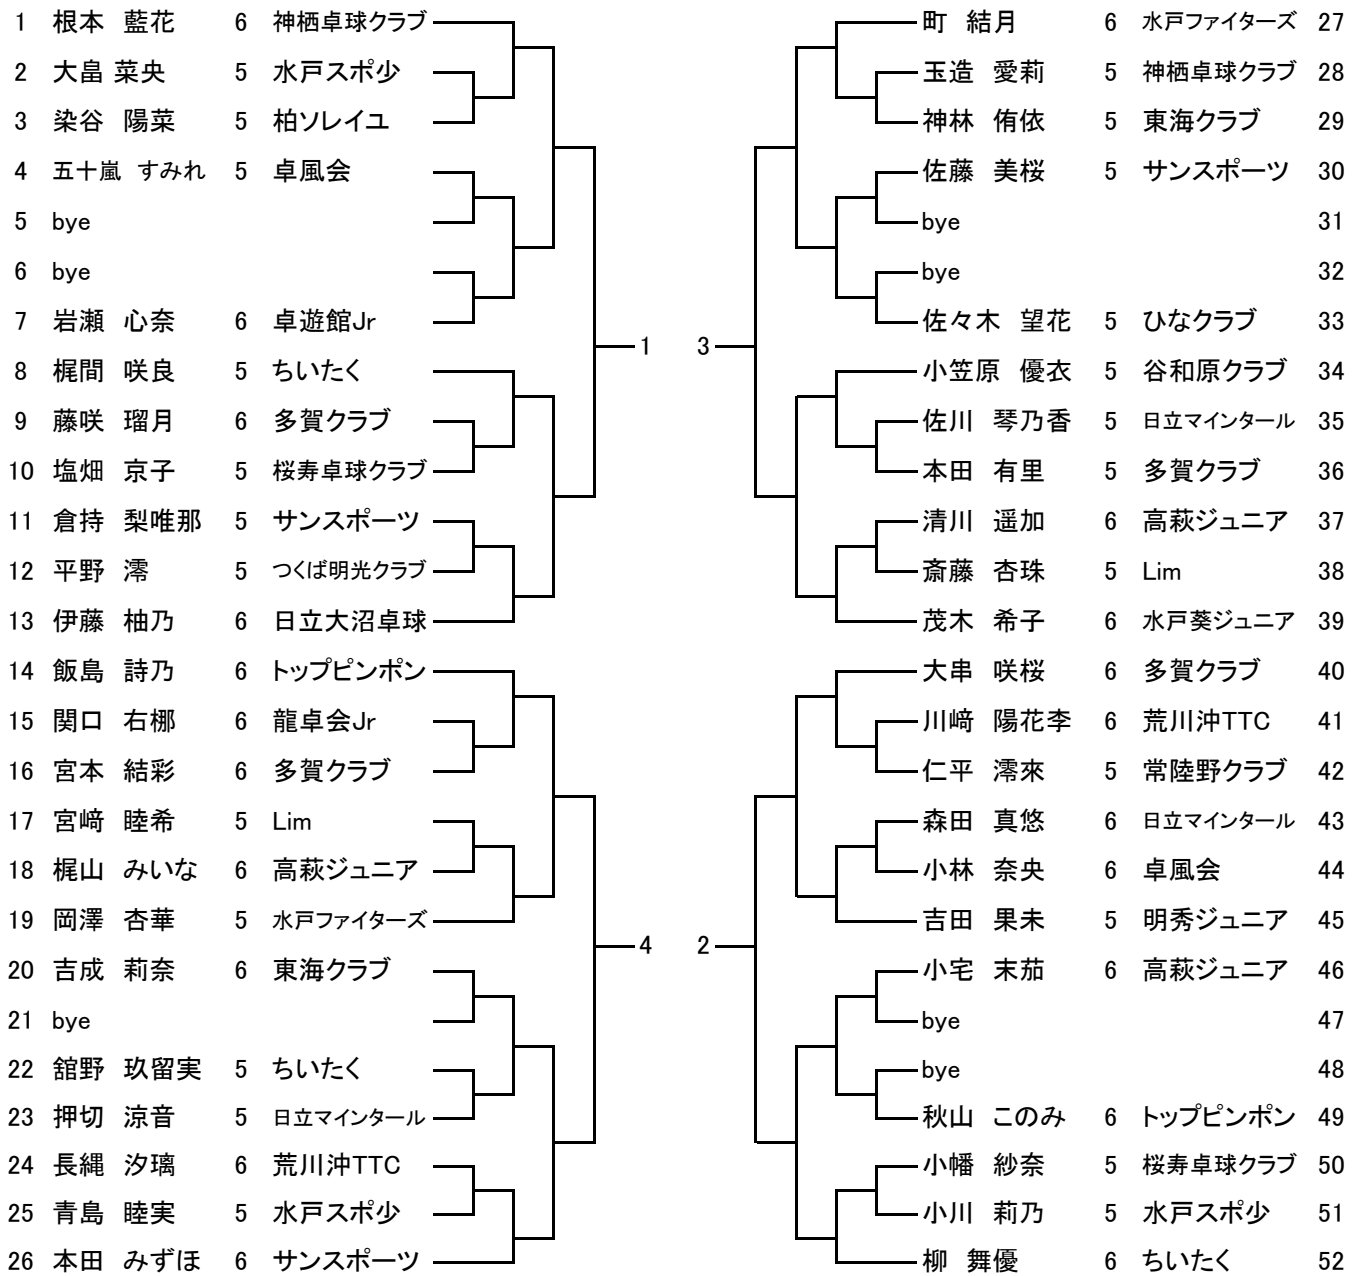 1 根本 藍花 6 神栖卓球クラブ
2 大畠 菜央 5 水戸スポ少
3 染谷 陽菜 5 柏ソレイユ
4 五十嵐 すみれ 5 卓風会
5 bye
6 bye
7 岩瀬 心奈 6 卓遊館Jr
8 梶間 咲良 5 ちいたく
9 藤咲 瑠月 6 多賀クラブ
10 塩畑 京子 5 桜寿卓球クラブ
11 倉持 梨唯那 5 サンスポーツ
12 平野 澪 5 つくば明光クラブ
13 伊藤 柚乃 6 日立大沼卓球
1
14 飯島 詩乃 6 トップピンポン
15 関口 右梛 6 龍卓会Jr
16 宮本 結彩 6 多賀クラブ
17 宮﨑 睦希 5 Lim
18 梶山 みいな 6 高萩ジュニア
19 岡澤 杏華 5 水戸ファイターズ
20 吉成 莉奈 6 東海クラブ
21 bye
22 舘野 玖留実 5 ちいたく
23 押切 涼音 5 日立マインタール
24 長縄 汐璃 6 荒川沖TTC
25 青島 睦実 5 水戸スポ少
26 本田 みずほ 6 サンスポーツ
4
町 結月 6 水戸ファイターズ 27
玉造 愛莉 5 神栖卓球クラブ 28
神林 侑依 5 東海クラブ 29
佐藤 美桜 5 サンスポーツ 30
bye 31
bye 32
佐々木 望花 5 ひなクラブ 33
小笠原 優衣 5 谷和原クラブ 34
佐川 琴乃香 5 日立マインタール 35
本田 有里 5 多賀クラブ 36
清川 遥加 6 高萩ジュニア 37
斎藤 杏珠 5 Lim 38
茂木 希子 6 水戸葵ジュニア 39
3
大串 咲桜 6 多賀クラブ 40
川﨑 陽花李 6 荒川沖TTC 41
仁平 澪來 5 常陸野クラブ 42
森田 真悠 6 日立マインタール 43
小林 奈央 6 卓風会 44
吉田 果未 5 明秀ジュニア 45
小宅 末茄 6 高萩ジュニア 46
bye 47
bye 48
秋山 このみ 6 トップピンポン 49
小幡 紗奈 5 桜寿卓球クラブ 50
小川 莉乃 5 水戸スポ少 51
柳 舞優 6 ちいたく 52
2